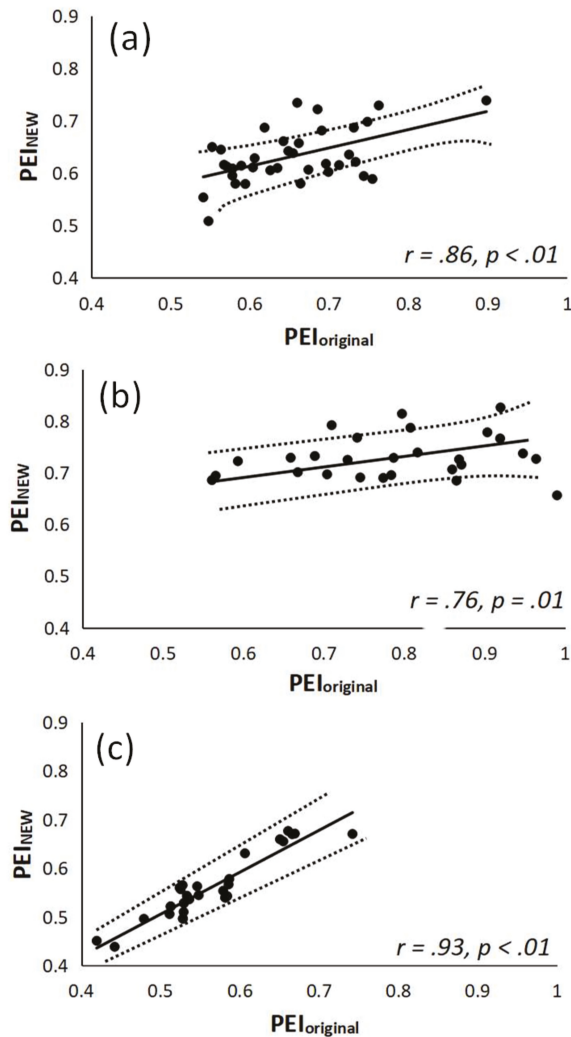 (a)
0.9
0.8
0.7
0.6
0.5
0.4
PEINEW
r = .86, p < .01
0.4 0.5 0.6 0.7 0.8 0.9 1
PEIoriginal
(b)
0.9
0.8
0.7
0.6
0.5
0.4
PEINEW
r = .76, p = .01
0.4 0.5 0.6 0.7 0.8 0.9 1
PEIoriginal
(c)
0.9
0.8
0.7
0.6
0.5
0.4
PEINEW
r = .93, p < .01
0.4 0.5 0.6 0.7 0.8 0.9 1
PEIoriginal